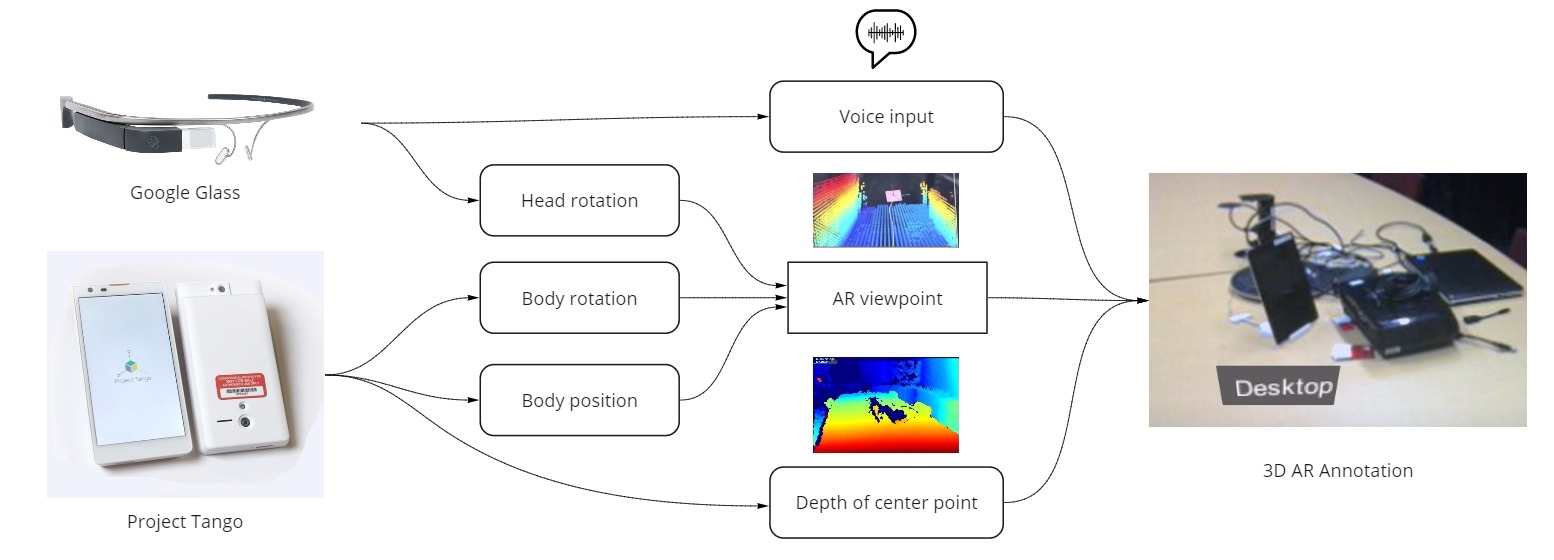 Google Glass
Voice input
Head rotation
Body rotation
AR viewpoint
Project Tango
Body position
Depth of center point
Desktop
3D AR Annotation
Project Tango